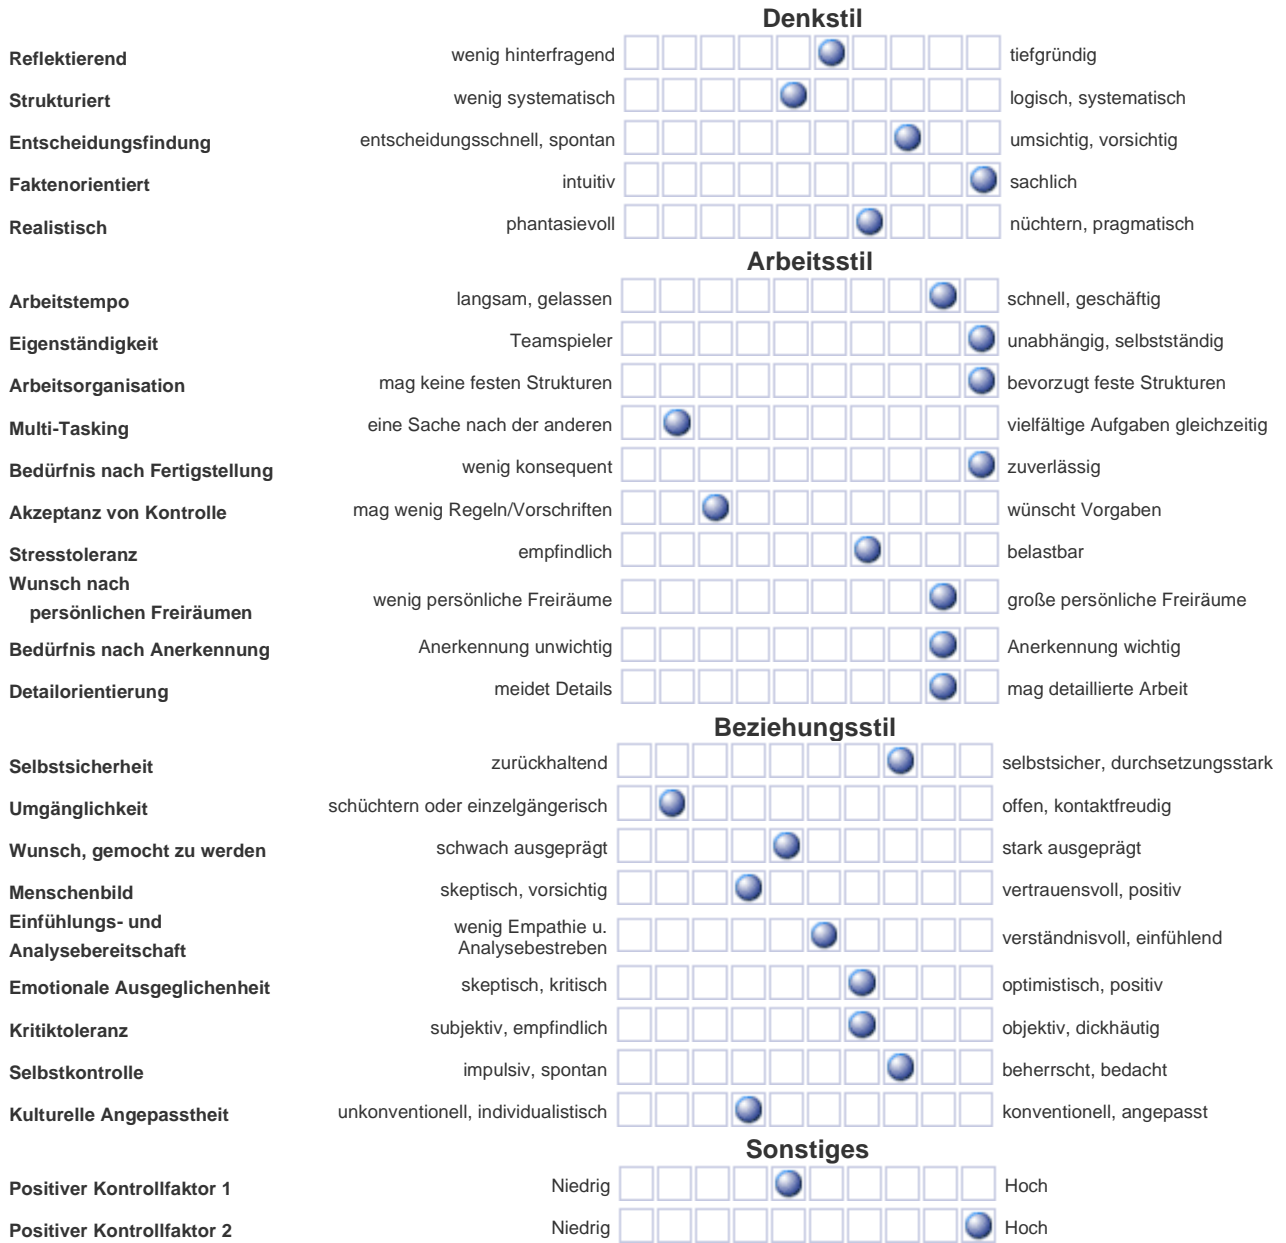 Denkstil
Reflektierend wenig hinterfragend tiefgründig
Strukturiert wenig systematisch logisch, systematisch
Entscheidungsfindung entscheidungsschnell, spontan umsichtig, vorsichtig
Faktenorientiert intuitiv sachlich
Realistisch phantasievoll nüchtern, pragmatisch
Arbeitsstil
Arbeitstempo langsam, gelassen schnell, geschäftig
Eigenständigkeit Teamspieler unabhängig, selbstständig
Arbeitsorganisation mag keine festen Strukturen bevorzugt feste Strukturen
Multi-Tasking eine Sache nach der anderen vielfältige Aufgaben gleichzeitig
Bedürfnis nach Fertigstellung wenig konsequent zuverlässig
Akzeptanz von Kontrolle mag wenig Regeln/Vorschriften wünscht Vorgaben
Stresstoleranz empfindlich belastbar
Wunsch nach
persönlichen Freiräumen wenig persönliche Freiräume große persönliche Freiräume
Bedürfnis nach Anerkennung Anerkennung unwichtig Anerkennung wichtig
Detailorientierung meidet Details mag detaillierte Arbeit
Beziehungsstil
Selbstsicherheit zurückhaltend selbstsicher, durchsetzungsstark
Umgänglichkeit schüchtern oder einzelgängerisch offen, kontaktfreudig
Wunsch, gemocht zu werden schwach ausgeprägt stark ausgeprägt
Menschenbild skeptisch, vorsichtig vertrauensvoll, positiv
Einfühlungs- und wenig Empathie u.
Analysebereitschaft Analysebestreben verständnisvoll, einfühlend
Emotionale Ausgeglichenheit skeptisch, kritisch optimistisch, positiv
Kritiktoleranz subjektiv, empfindlich objektiv, dickhäutig
Selbstkontrolle impulsiv, spontan beherrscht, bedacht
Kulturelle Angepasstheit unkonventionell, individualistisch konventionell, angepasst
Sonstiges
Positiver Kontrollfaktor 1 Niedrig Hoch
Positiver Kontrollfaktor 2 Niedrig Hoch